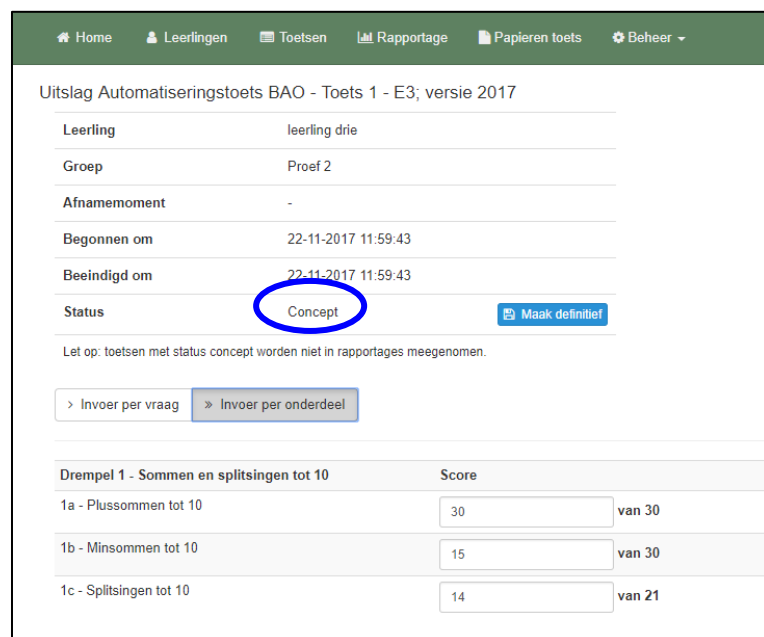 Home Leerlingen Toetsen Rapportage Papieren toets Beheer
Uitslag Automatiseringstoets BAO - Toets 1 - E3; versie 2017
Leerling leerling drie
Groep Proef 2
Afnamemoment -
Begonnen om 22-11-2017 11:59:43
Beeindigd om 22-11-2017 11:59:43
Status Concept Maak definitief
Let op: toetsen met status concept worden niet in rapportages meegenomen.
> Invoer per vraag » Invoer per onderdeel
Drempel 1 - Sommen en splitsingen tot 10 Score
1a - Plussommen tot 10 30 van 30
1b - Minsommen tot 10 15 van 30
1c - Splitsingen tot 10 14 van 21